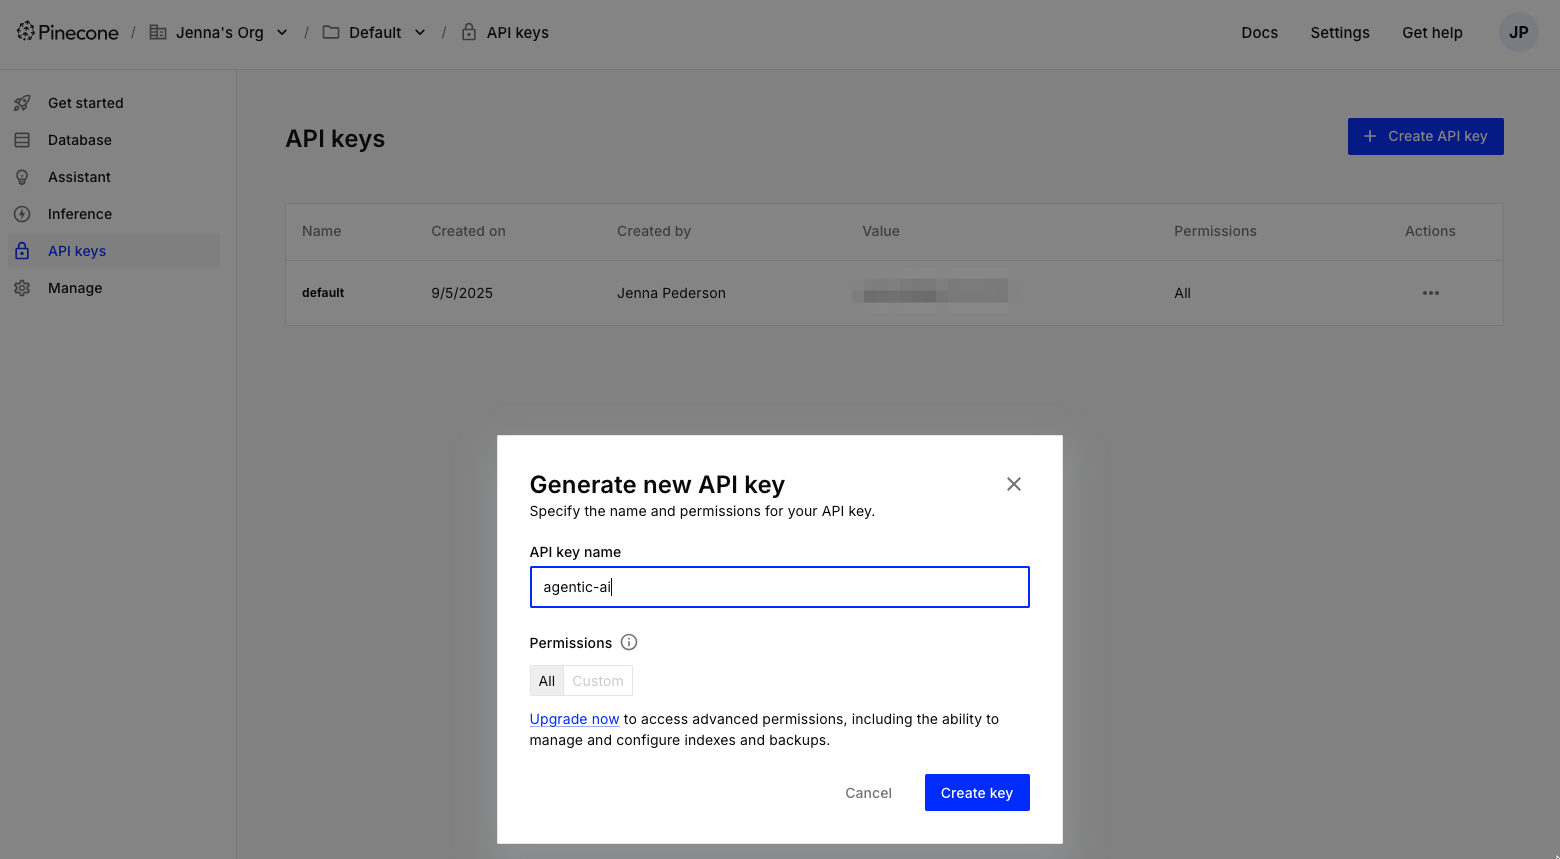 Pinecone / Jenna's Org / Default / API keys Docs Settings Get help JP
Get started
Database
Assistant
Inference
API keys
Manage
API keys
Create API key
Name Created on Created by Value Permissions Actions
default 9/5/2025 Jenna Pederson All
Generate new API key
Specify the name and permissions for your API key.
API key name
agentic-ai
Permissions
All Custom
Upgrade now to access advanced permissions, including the ability to
manage and configure indexes and backups.
Cancel Create key